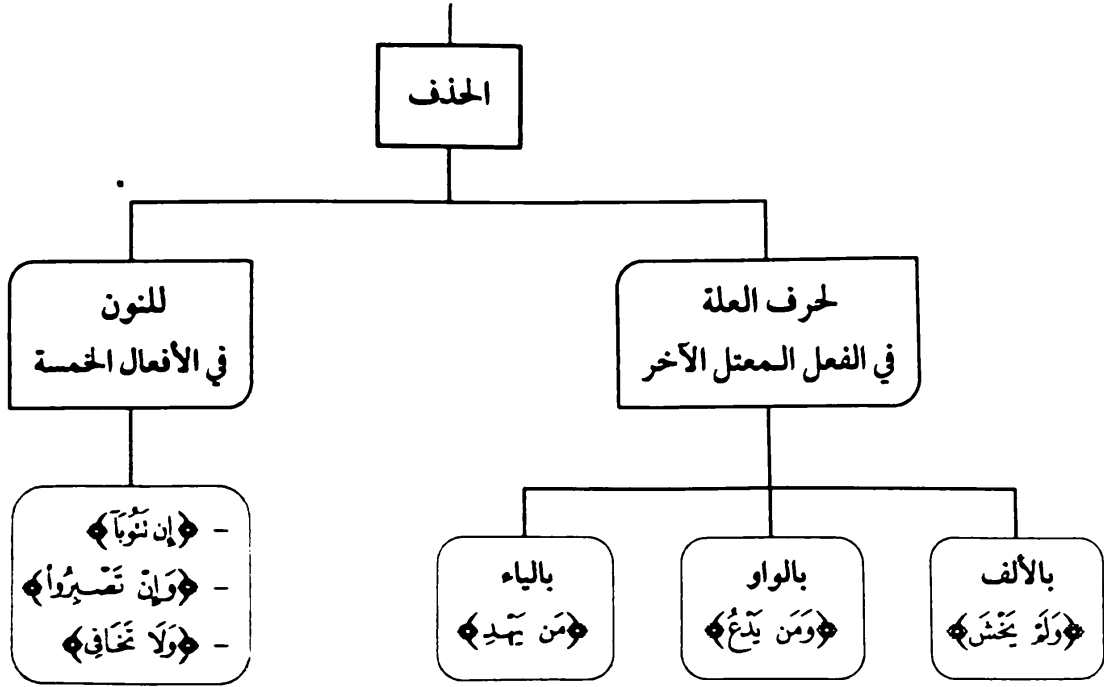 الحذف
لحرف العلة
في الفعل المعتل الآخر
للنون
في الأفعال الخمسة
بالألف
﴿وَلَمْ يَخْشَ﴾
بالواو
﴿وَمَن يَدْعُ﴾
بالياء
﴿مَن يَهْدِ﴾
- ﴿إِن تَتُوبَآ﴾
- ﴿وَإِنْ تَصْبِرُوا۟﴾
- ﴿وَلَا تَخَافِى﴾